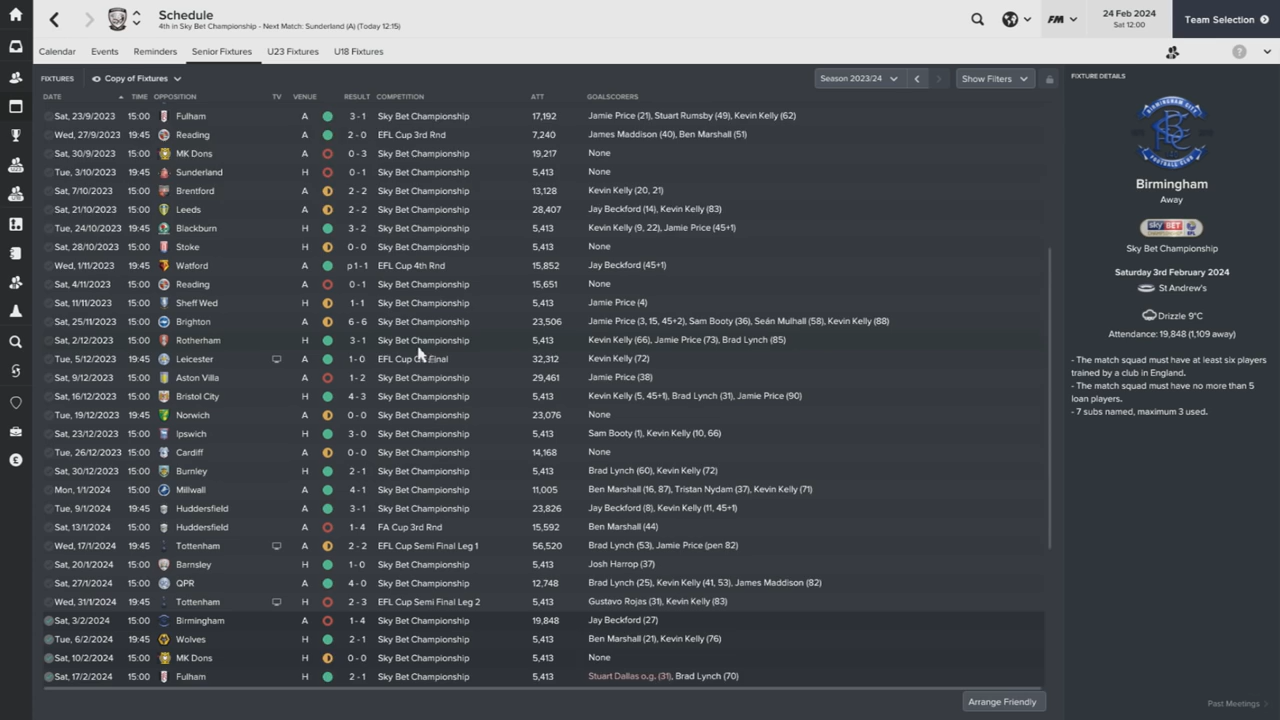 Schedule
4th in Sky Bet Championship - Next Match: Sunderland (A) (Today 12:15)
FM
24 Feb 2024
Sat 12:00
Team Selection
Calendar Events Reminders Senior Fixtures U23 Fixtures U18 Fixtures
FIXTURES Copy of Fixtures Season 2023/24 Show Filters
DATE TIME OPPOSITION TV VENUE RESULT COMPETITION ATT GOALSCORERS
Sat, 23/9/2023 15:00 Fulham A 3 - 1 Sky Bet Championship 17,192 Jamie Price (21), Stuart Rumsby (49), Kevin Kelly (62)
Wed, 27/9/2023 19:45 Reading A 2 - 0 EFL Cup 3rd Rnd 7,240 James Maddison (40), Ben Marshall (51)
Sat, 30/9/2023 15:00 MK Dons A 0 - 3 Sky Bet Championship 19,217 None
Tue, 3/10/2023 19:45 Sunderland H 0 - 1 Sky Bet Championship 5,413 None
Sat, 7/10/2023 15:00 Brentford A 2 - 2 Sky Bet Championship 13,128 Kevin Kelly (20, 21)
Sat, 21/10/2023 15:00 Leeds A 2 - 2 Sky Bet Championship 28,407 Jay Beckford (14), Kevin Kelly (83)
Tue, 24/10/2023 19:45 Blackburn H 3 - 2 Sky Bet Championship 5,413 Kevin Kelly (9, 22), Jamie Price (45+1)
Sat, 28/10/2023 15:00 Stoke H 0 - 0 Sky Bet Championship 5,413 None
Wed, 1/11/2023 19:45 Watford A p 1 - 1 EFL Cup 4th Rnd 15,852 Jay Beckford (45+1)
Sat, 4/11/2023 15:00 Reading A 0 - 1 Sky Bet Championship 15,651 None
Sat, 11/11/2023 15:00 Sheff Wed H 1 - 1 Sky Bet Championship 5,413 Jamie Price (4)
Sat, 25/11/2023 15:00 Brighton A 6 - 6 Sky Bet Championship 23,506 Jamie Price (3, 15, 45+2), Sam Booty (36), Seán Mulhall (58), Kevin Kelly (88)
Sat, 2/12/2023 15:00 Rotherham H 3 - 1 Sky Bet Championship 5,413 Kevin Kelly (66), Jamie Price (73), Brad Lynch (85)
Tue, 5/12/2023 19:45 Leicester A 1 - 0 EFL Cup Final 32,312 Kevin Kelly (72)
Sat, 9/12/2023 15:00 Aston Villa A 1 - 2 Sky Bet Championship 29,461 Jamie Price (38)
Sat, 16/12/2023 15:00 Bristol City H 4 - 3 Sky Bet Championship 5,413 Kevin Kelly (5, 45+1), Brad Lynch (31), Jamie Price (90)
Tue, 19/12/2023 19:45 Norwich A 0 - 0 Sky Bet Championship 23,076 None
Sat, 23/12/2023 15:00 Ipswich H 3 - 0 Sky Bet Championship 5,413 Sam Booty (1), Kevin Kelly (10, 66)
Tue, 26/12/2023 15:00 Cardiff A 0 - 0 Sky Bet Championship 14,168 None
Sat, 30/12/2023 15:00 Burnley H 2 - 1 Sky Bet Championship 5,413 Brad Lynch (60), Kevin Kelly (72)
Mon, 1/1/2024 15:00 Millwall A 4 - 1 Sky Bet Championship 11,005 Ben Marshall (16, 87), Tristan Nydam (37), Kevin Kelly (71)
Tue, 9/1/2024 19:45 Huddersfield A 3 - 1 Sky Bet Championship 23,826 Jay Beckford (8), Kevin Kelly (11, 45+1)
Sat, 13/1/2024 15:00 Huddersfield A 1 - 4 FA Cup 3rd Rnd 15,592 Ben Marshall (44)
Wed, 17/1/2024 19:45 Tottenham A 2 - 2 EFL Cup Semi Final Leg 1 56,520 Brad Lynch (53), Jamie Price (pen 82)
Sat, 20/1/2024 15:00 Barnsley H 1 - 0 Sky Bet Championship 5,413 Josh Harrop (37)
Sat, 27/1/2024 15:00 QPR A 4 - 0 Sky Bet Championship 12,748 Brad Lynch (25), Kevin Kelly (41, 53), James Maddison (82)
Wed, 31/1/2024 19:45 Tottenham H 2 - 3 EFL Cup Semi Final Leg 2 5,413 Gustavo Rojas (31), Kevin Kelly (83)
Sat, 3/2/2024 15:00 Birmingham A 1 - 4 Sky Bet Championship 19,848 Jay Beckford (27)
Tue, 6/2/2024 19:45 Wolves H 2 - 1 Sky Bet Championship 5,413 Ben Marshall (21), Kevin Kelly (76)
Sat, 10/2/2024 15:00 MK Dons H 0 - 0 Sky Bet Championship 5,413 None
Sat, 17/2/2024 15:00 Fulham H 2 - 1 Sky Bet Championship 5,413 Stuart Dallas o.g. (31), Brad Lynch (70)
Arrange Friendly
FIXTURE DETAILS
Birmingham
Away
sky BET EFL
Sky Bet Championship
Saturday 3rd February 2024
St Andrew's
Drizzle 9°C
Attendance: 19,848 (1,109 away)
- The match squad must have at least six players
trained by a club in England.
- The match squad must have no more than 5
loan players.
- 7 subs named, maximum 3 used.
Past Meetings